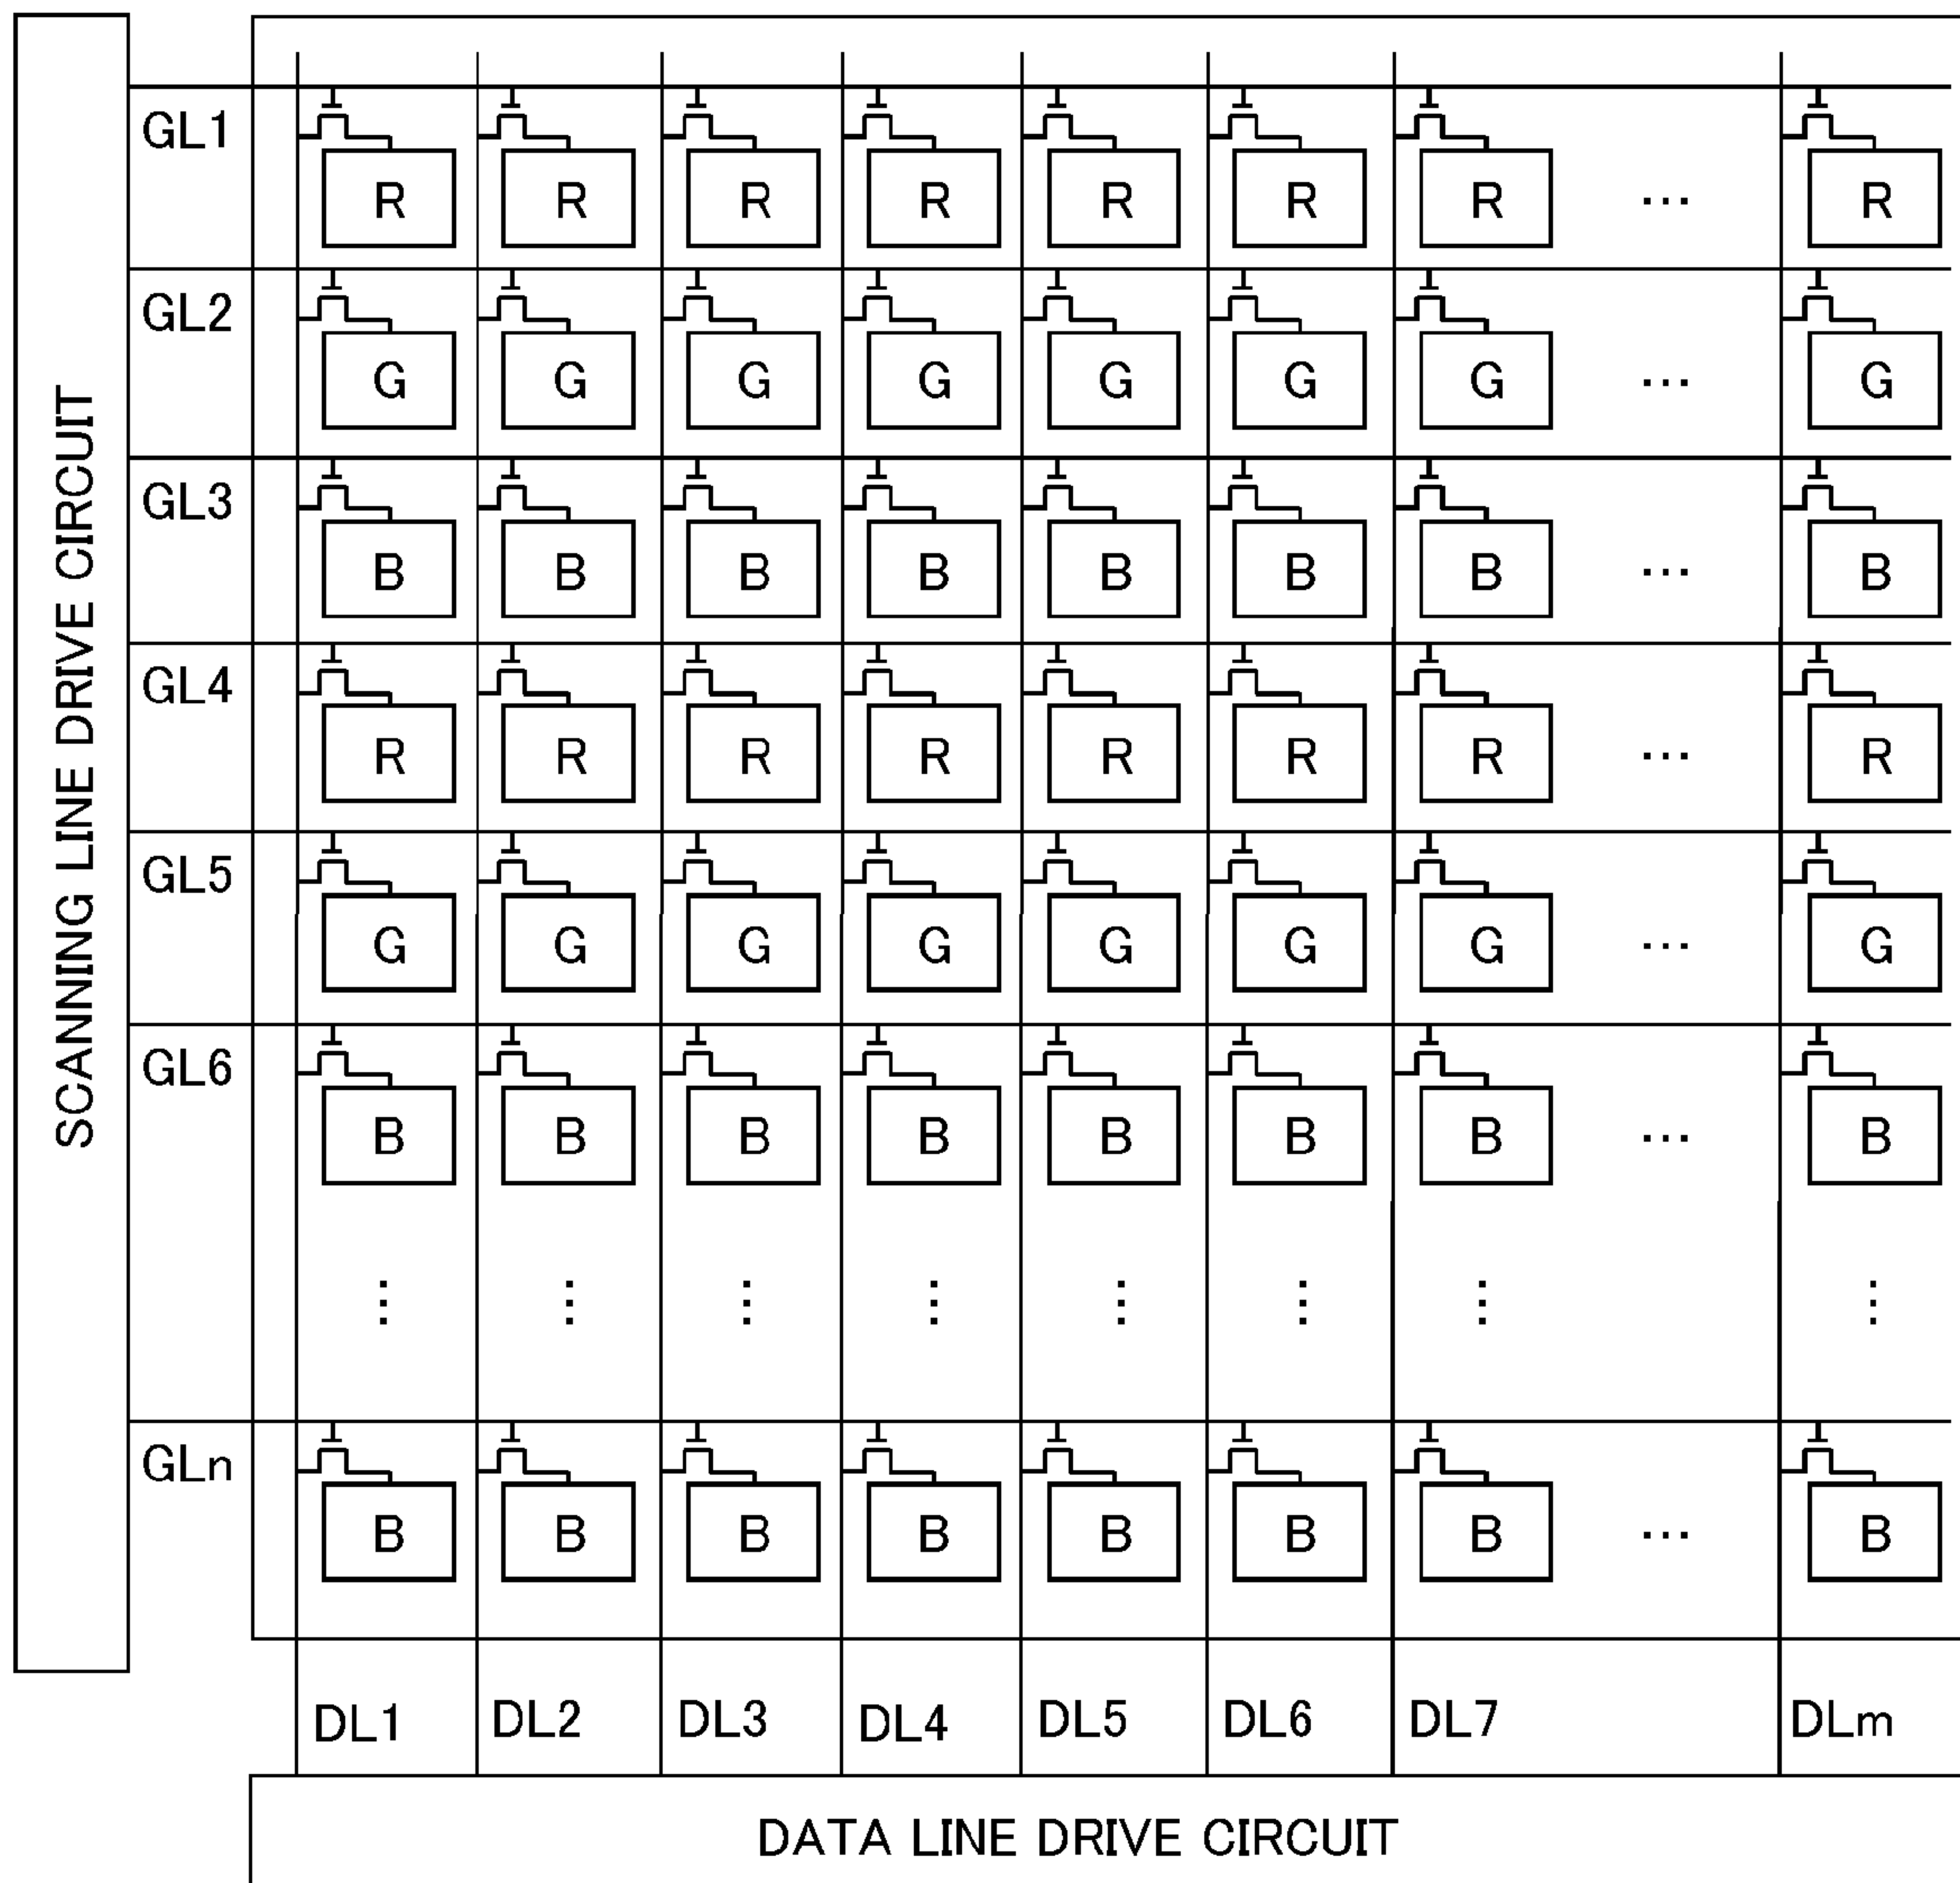 SCANNING LINE DRIVE CIRCUIT
GL1 R R R R R R R ... R
GL2 G G G G G G G ... G
GL3 B B B B B B B ... B
GL4 R R R R R R R ... R
GL5 G G G G G G G ... G
GL6 B B B B B B B ... B
GLn B B B B B B B ... B
DL1 DL2 DL3 DL4 DL5 DL6 DL7 DLm
DATA LINE DRIVE CIRCUIT